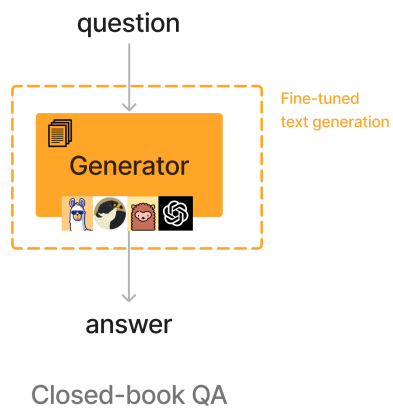 question
Fine-tuned
text generation
Generator
answer
Closed-book QA